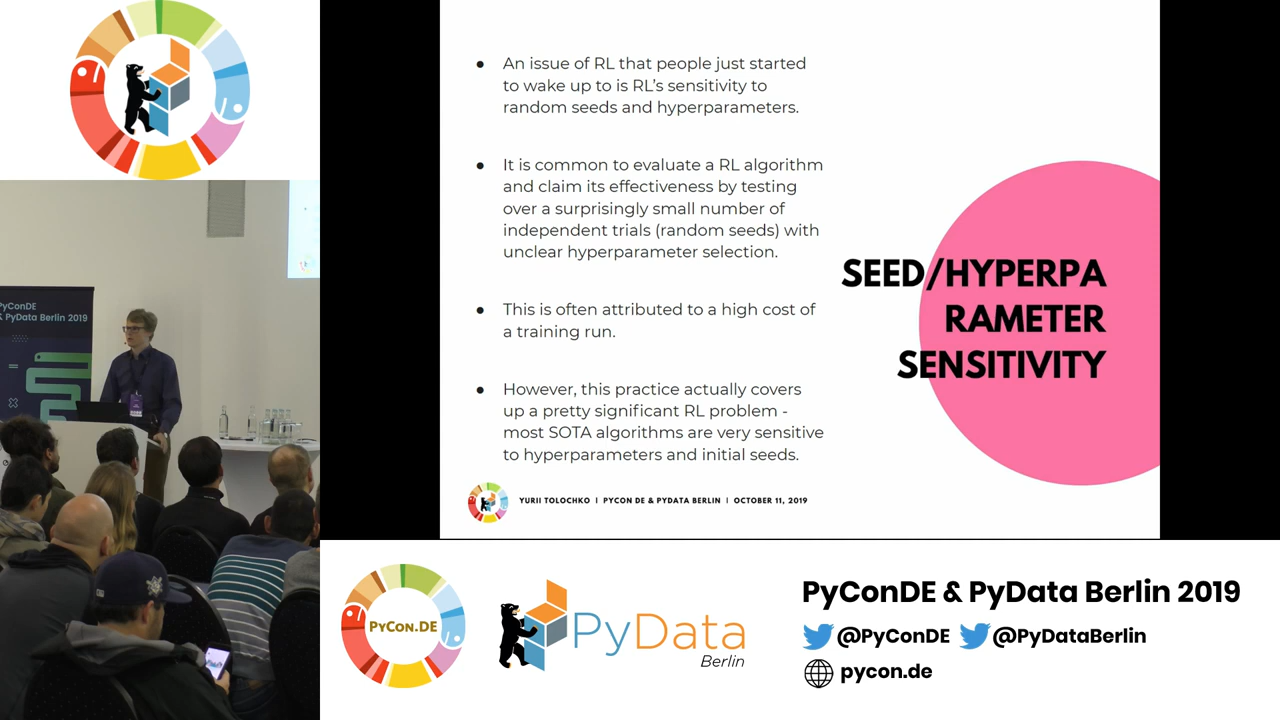 ● An issue of RL that people just started
to wake up to is RL's sensitivity to
random seeds and hyperparameters.
● It is common to evaluate a RL algorithm
and claim its effectiveness by testing
over a surprisingly small number of
independent trials (random seeds) with
unclear hyperparameter selection.
● This is often attributed to a high cost of
a training run.
● However, this practice actually covers
up a pretty significant RL problem -
most SOTA algorithms are very sensitive
to hyperparameters and initial seeds.
SEED/HYPERPA
RAMETER
SENSITIVITY
YURII TOLOCHKO | PYCON DE & PYDATA BERLIN | OCTOBER 11, 2019
PyConDE
& PyData Berlin 2019
PYCON.DE
PyData
Berlin
PyConDE & PyData Berlin 2019
@PyConDE @PyDataBerlin
pycon.de